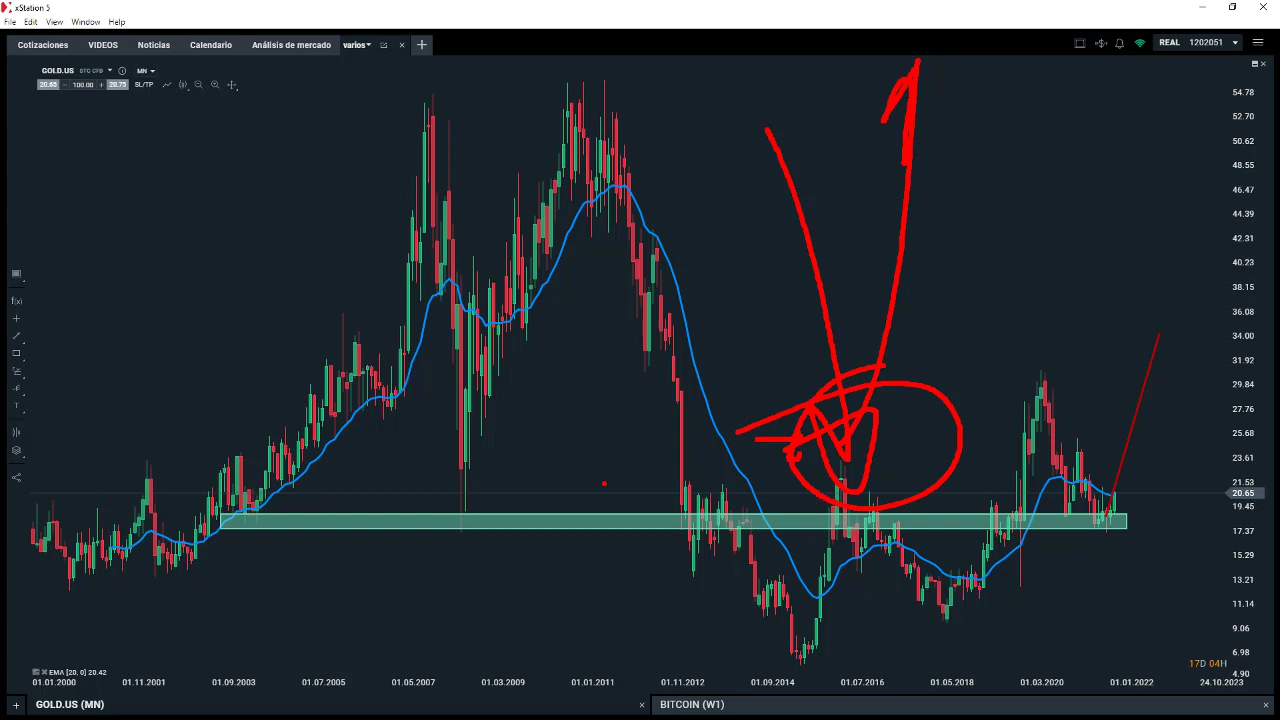 xStation 5
File Edit View Window Help
Cotizaciones VIDEOS Noticias Calendario Análisis de mercado varios REAL 1202051
GOLD.US STC CFD MN
20.65 100.00 20.75 SL/TP
54.78
52.70
50.62
48.55
46.47
44.39
42.31
40.23
38.15
36.08
34.00
31.92
29.84
27.76
25.68
23.61
21.53
20.65
19.45
17.37
15.29
13.21
11.14
9.06
6.98
4.90
f(x)
T
17D 04H
EMA [20, 0] 20.42
01.01.2000 01.11.2001 01.09.2003 01.07.2005 01.05.2007 01.03.2009 01.01.2011 01.11.2012 01.09.2014 01.07.2016 01.05.2018 01.03.2020 01.01.2022 24.10.2023
GOLD.US (MN) BITCOIN (W1)